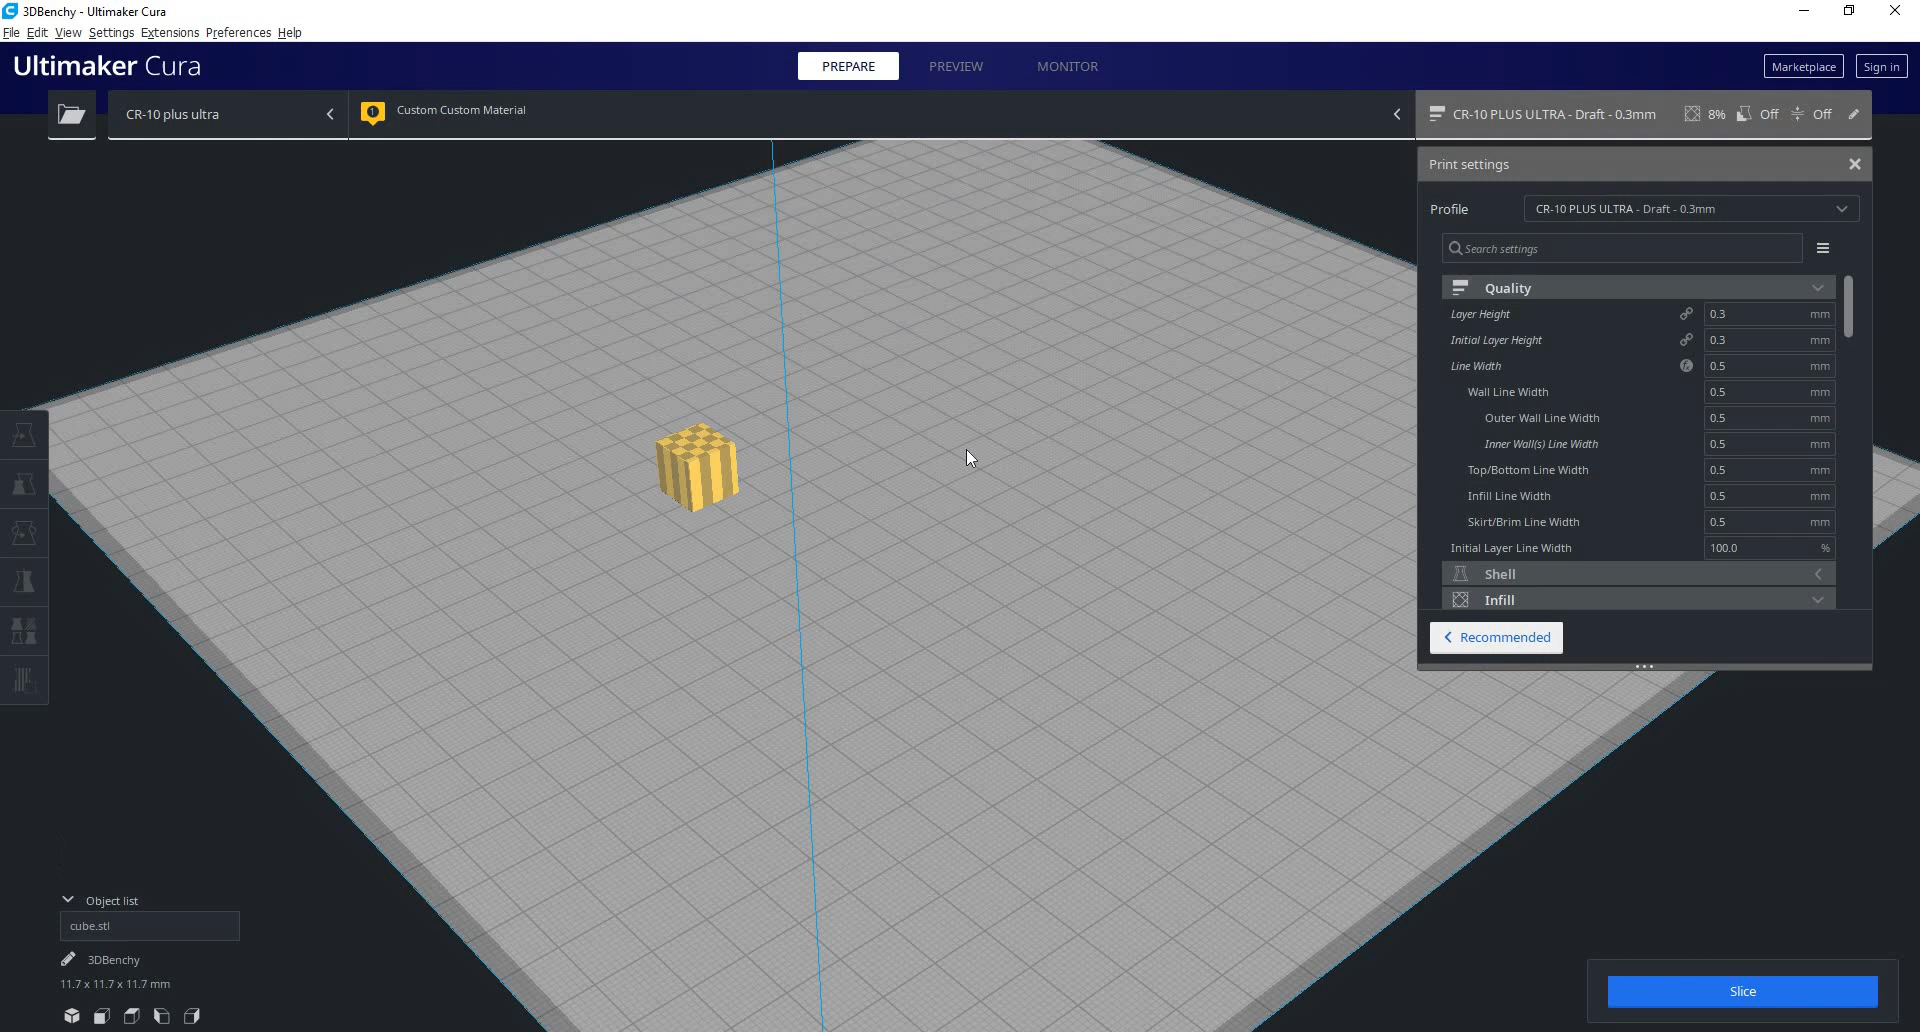 3DBenchy - Ultimaker Cura
File Edit View Settings Extensions Preferences Help
Ultimaker Cura
PREPARE
PREVIEW
MONITOR
Marketplace
Sign in
CR-10 plus ultra
1
Custom Custom Material
CR-10 PLUS ULTRA - Draft - 0.3mm
8%
Off
Off
Print settings
Profile
CR-10 PLUS ULTRA - Draft - 0.3mm
Search settings
Quality
Layer Height 0.3 mm
Initial Layer Height 0.3 mm
Line Width 0.5 mm
Wall Line Width 0.5 mm
Outer Wall Line Width 0.5 mm
Inner Wall(s) Line Width 0.5 mm
Top/Bottom Line Width 0.5 mm
Infill Line Width 0.5 mm
Skirt/Brim Line Width 0.5 mm
Initial Layer Line Width 100.0 %
Shell
Infill
Recommended
Object list
cube.stl
3DBenchy
11.7 x 11.7 x 11.7 mm
Slice